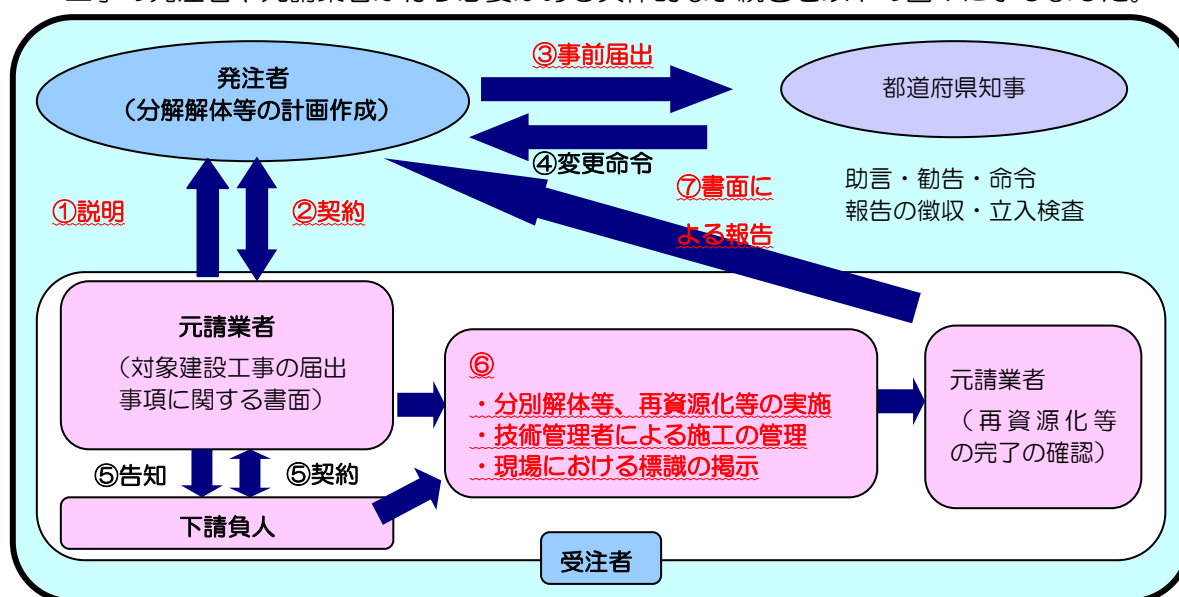 発注者
（分解解体等の計画作成）
③事前届出
都道府県知事
④変更命令
助言・勧告・命令
報告の徴収・立入検査
①説明
②契約
⑦書面に
よる報告
元請業者
（対象建設工事の届出
事項に関する書面）
⑥
・分別解体等、再資源化等の実施
・技術管理者による施工の管理
・現場における標識の掲示
元請業者
（再資源化等
の完了の確認）
⑤告知
⑤契約
下請負人
受注者